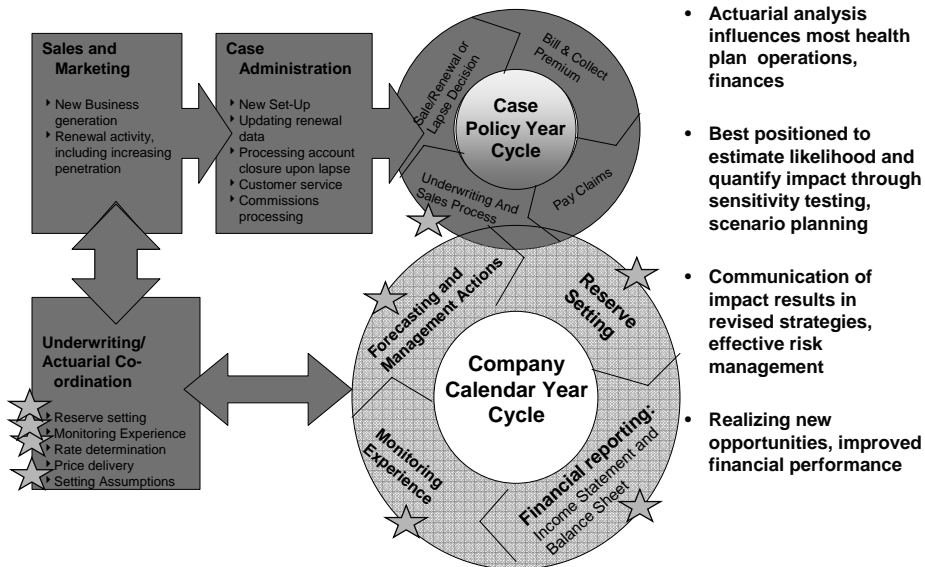 Sales and
Marketing
New Business
generation
Renewal activity,
including increasing
penetration
Case
Administration
New Set-Up
Updating renewal
data
Processing account
closure upon lapse
Customer service
Commissions
processing
Sale/Renewal or
Lapse Decision
Bill & Collect
Premium
Case
Policy Year
Cycle
Underwriting And
Sales Process
Pay Claims
Underwriting/
Actuarial Co-
ordination
Reserve setting
Monitoring Experience
Rate determination
Price delivery
Setting Assumptions
Forecasting and
Management Actions
Reserve
Setting
Company
Calendar Year
Cycle
Monitoring
Experience
Financial reporting:
Income Statement and
Balance Sheet
• Actuarial analysis
influences most health
plan operations,
finances
• Best positioned to
estimate likelihood and
quantify impact through
sensitivity testing,
scenario planning
• Communication of
impact results in
revised strategies,
effective risk
management
• Realizing new
opportunities, improved
financial performance